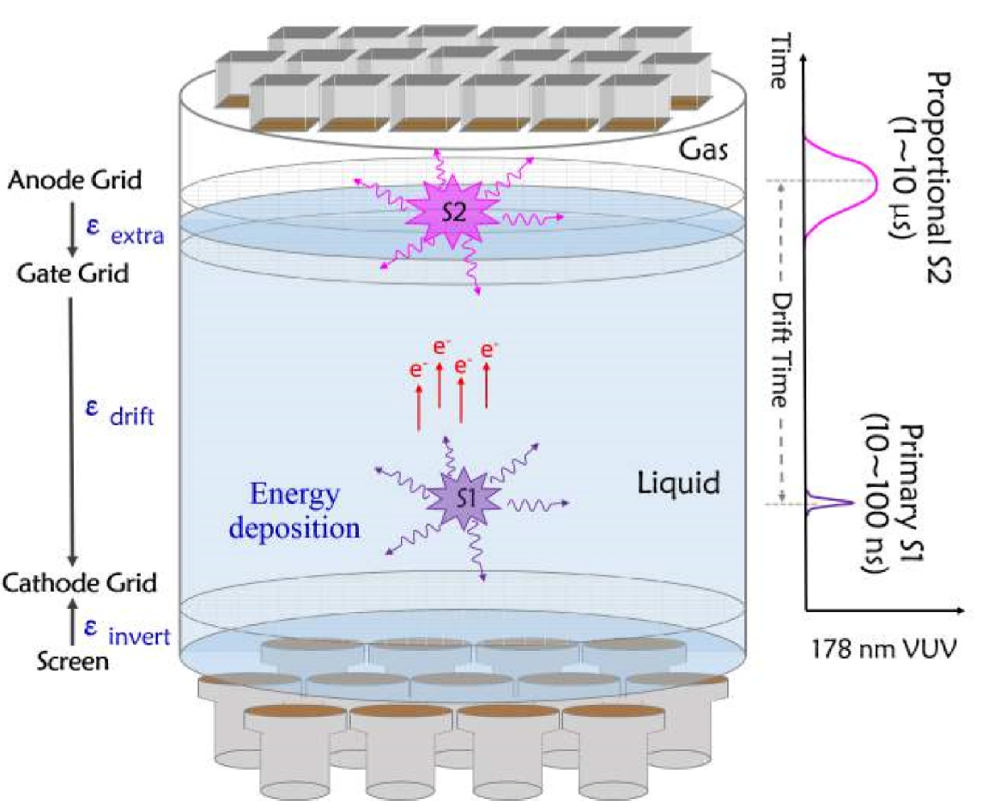 Gas
Anode Grid
ε extra
Gate Grid
S2
e⁻ e⁻ e⁻ e⁻
ε drift
Energy
deposition
S1
Liquid
Cathode Grid
ε invert
Screen
Time
Proportional S2
(1~10 µs)
Drift Time
Primary S1
(10~100 ns)
178 nm VUV